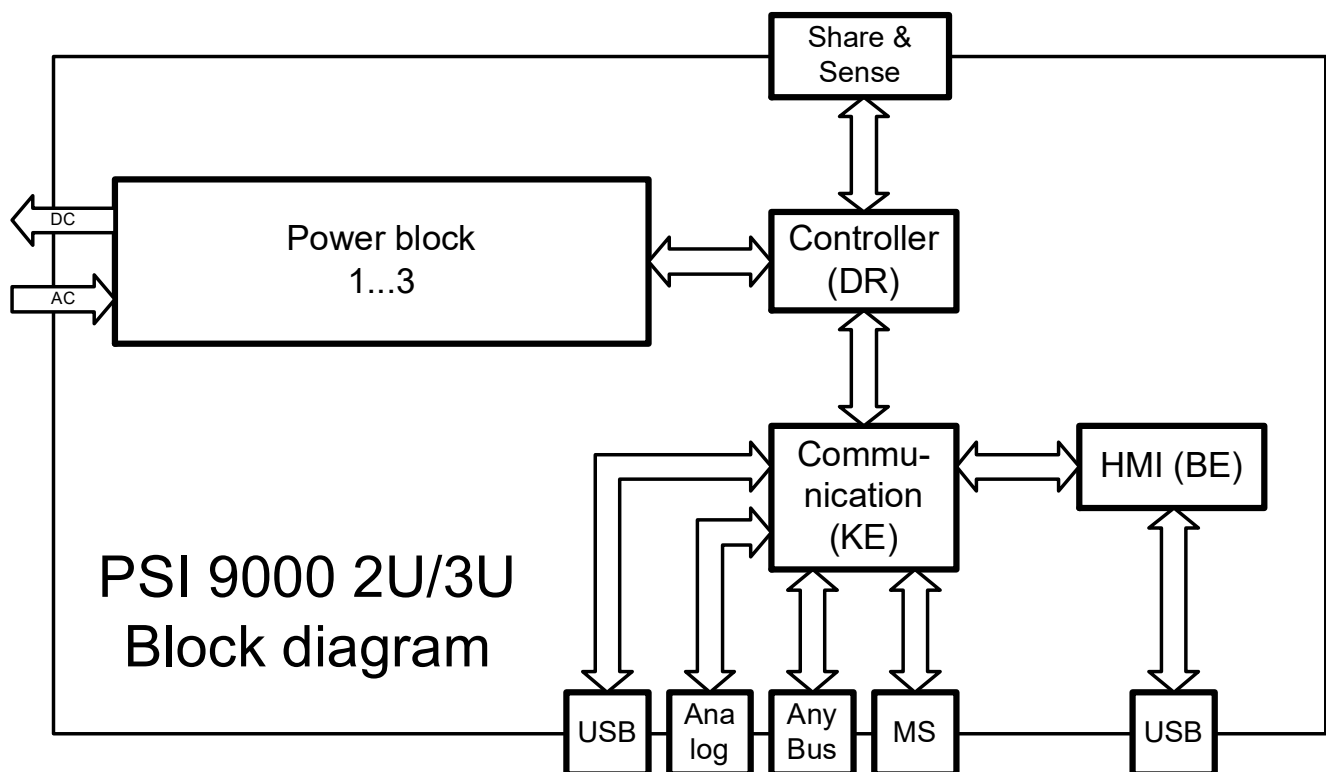 Share &
Sense
DC
AC
Power block
1...3
Controller
(DR)
Commu-
nication
(KE)
HMI (BE)
PSI 9000 2U/3U
Block diagram
USB
Ana
log
Any
Bus
MS
USB